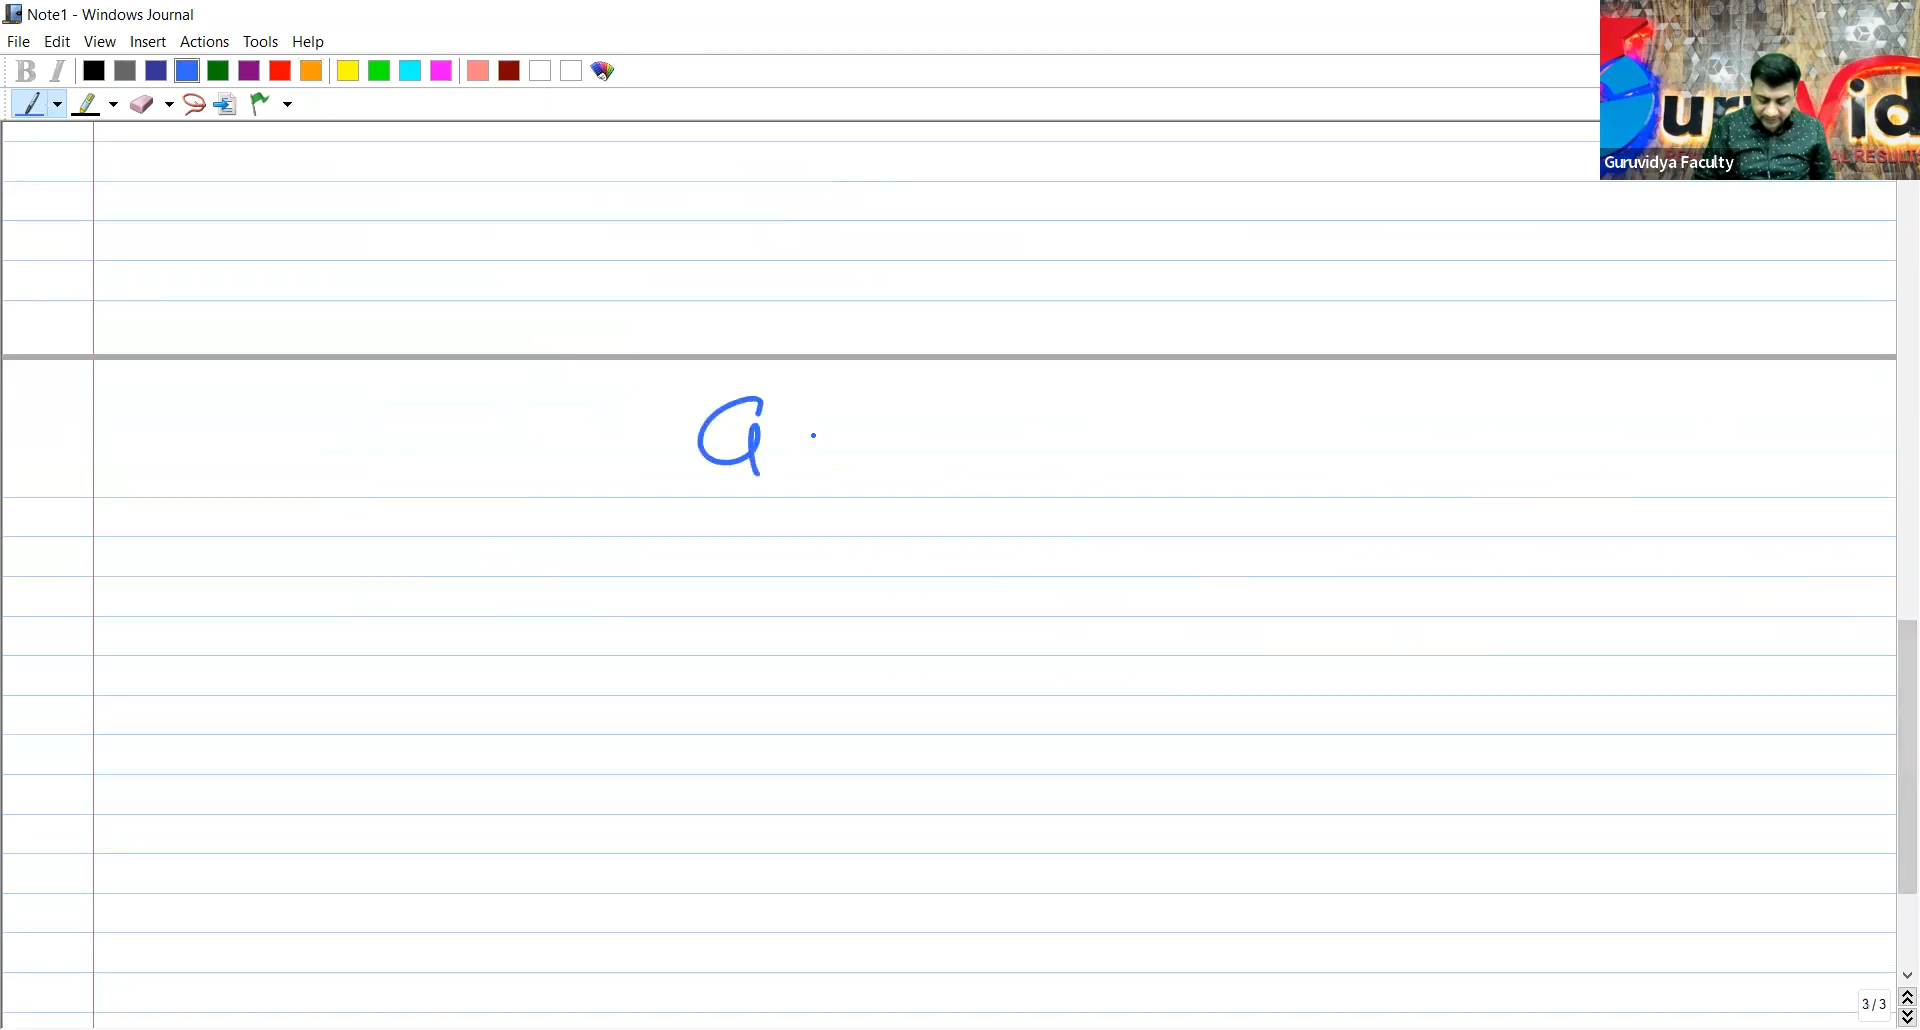 Note1 - Windows Journal
File Edit View Insert Actions Tools Help
B I
Guruvidya Faculty
G
3 / 3